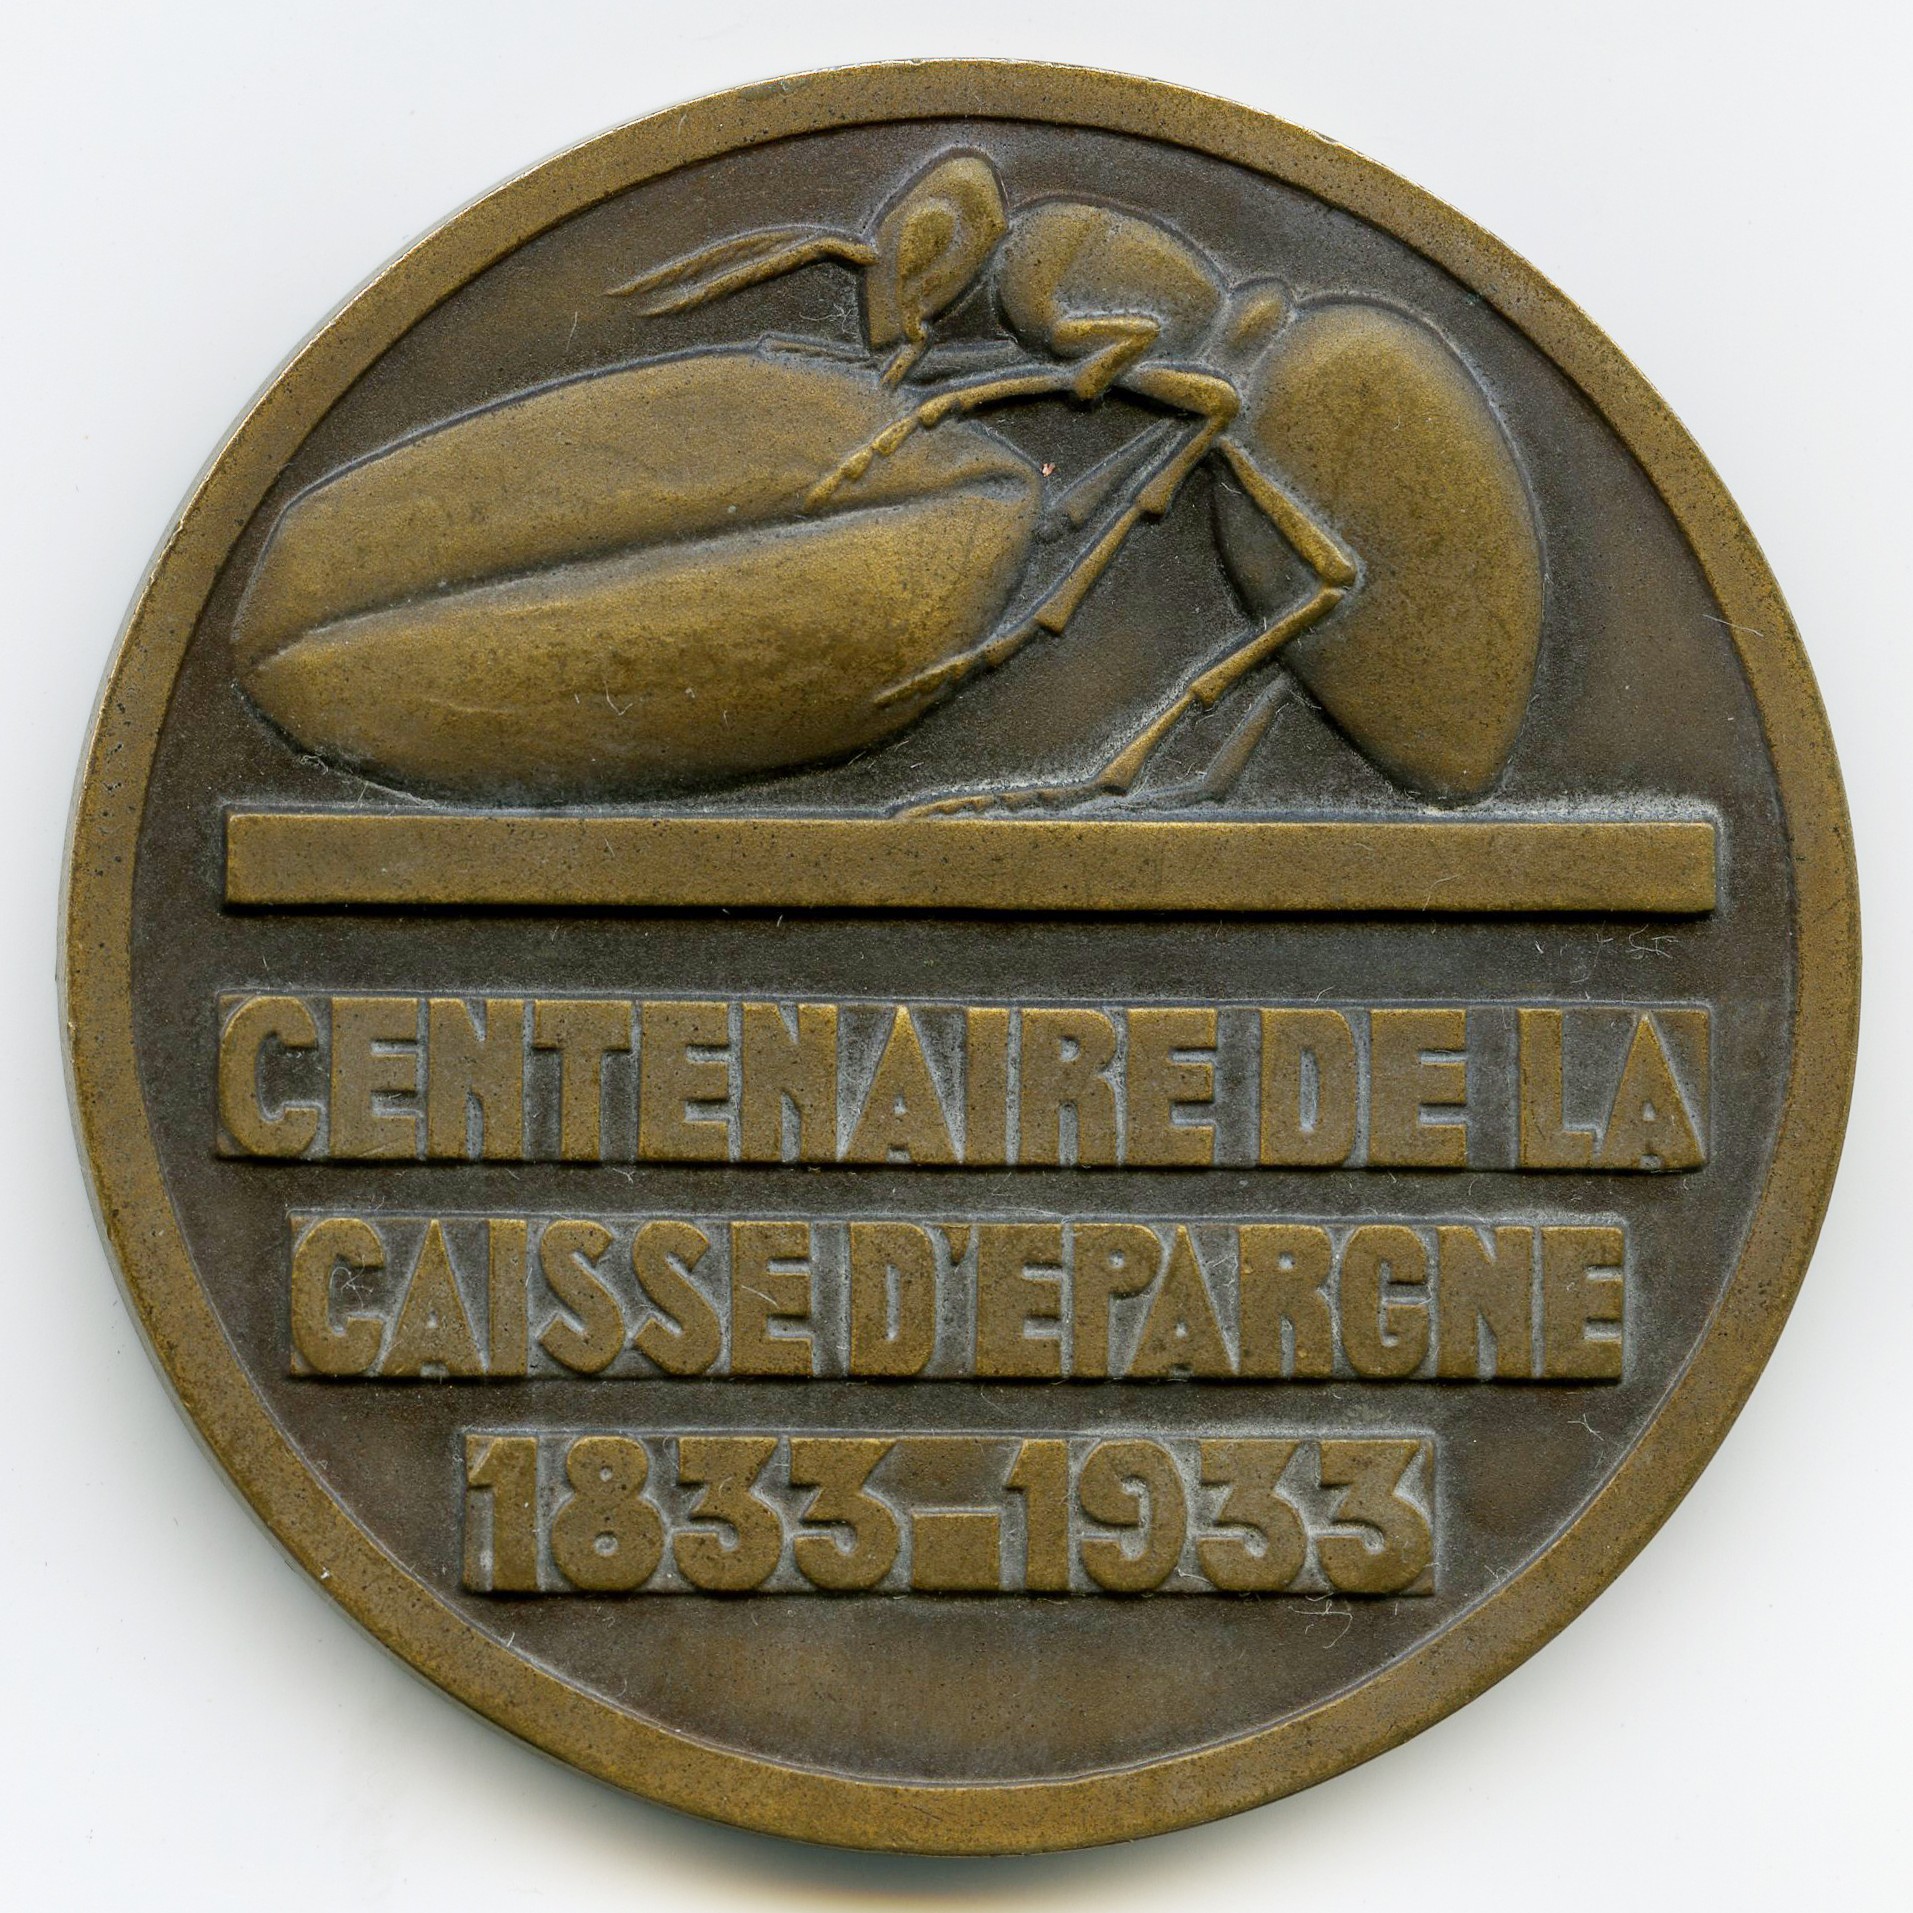 CENTENAIRE DE LA
CAISSE D'EPARGNE
1833-1933